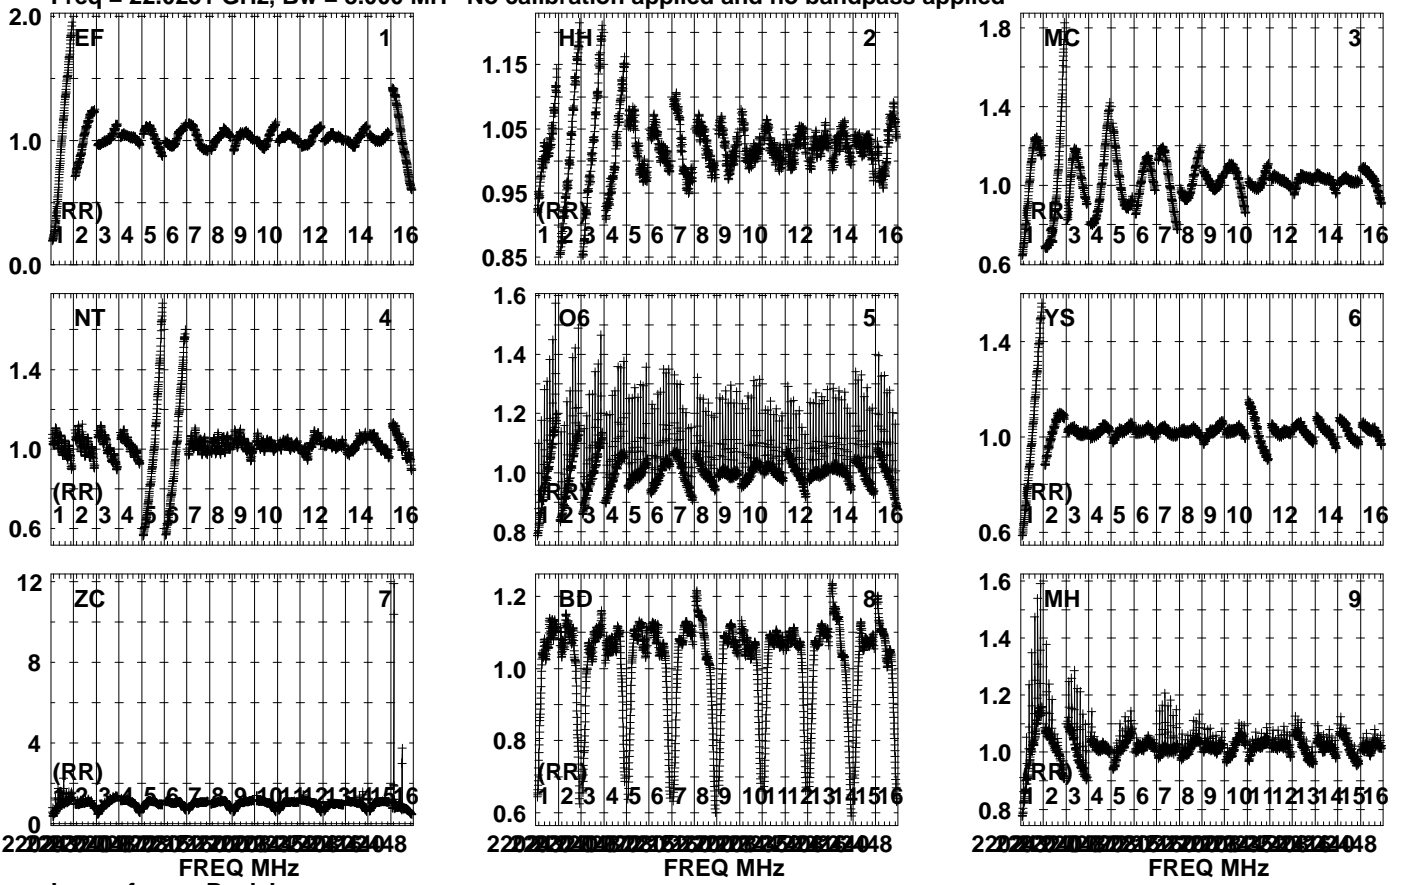 Freq = 22.0251 GHz, Bw = 8.000 MH No calibration applied and no bandpass applied
2.0 EF 1
1.0
(RR)
1 2 3 4 5 6 7 8 9 10 12 14 16
0.0
HH 2
1.15
1.05
0.95
(RR)
1 2 3 4 5 6 7 8 9 10 12 14 16
0.85
1.8 MC 3
1.4
1.0
(RR)
1 2 3 4 5 6 7 8 9 10 12 14 16
0.6
NT 4
1.4
1.0
(RR)
1 2 3 4 5 6 7 8 9 10 12 14 16
0.6
1.6 O6 5
1.4
1.2
1.0
(RR)
1 2 3 4 5 6 7 8 9 10 12 14 16
0.8
YS 6
1.4
1.0
(RR)
1 2 3 4 5 6 7 8 9 10 12 14 16
0.6
12 ZC 7
8
4
(RR)
1 2 3 4 5 6 7 8 9 10 11 12 13 14 15 16
0
FREQ MHz
1.2 BD 8
1.0
0.8
(RR)
1 2 3 4 5 6 7 8 9 10 11 12 13 14 15 16
0.6
FREQ MHz
1.6 MH 9
1.4
1.2
1.0
(RR)
1 2 3 4 5 6 7 8 9 10 11 12 13 14 15 16
0.8
FREQ MHz